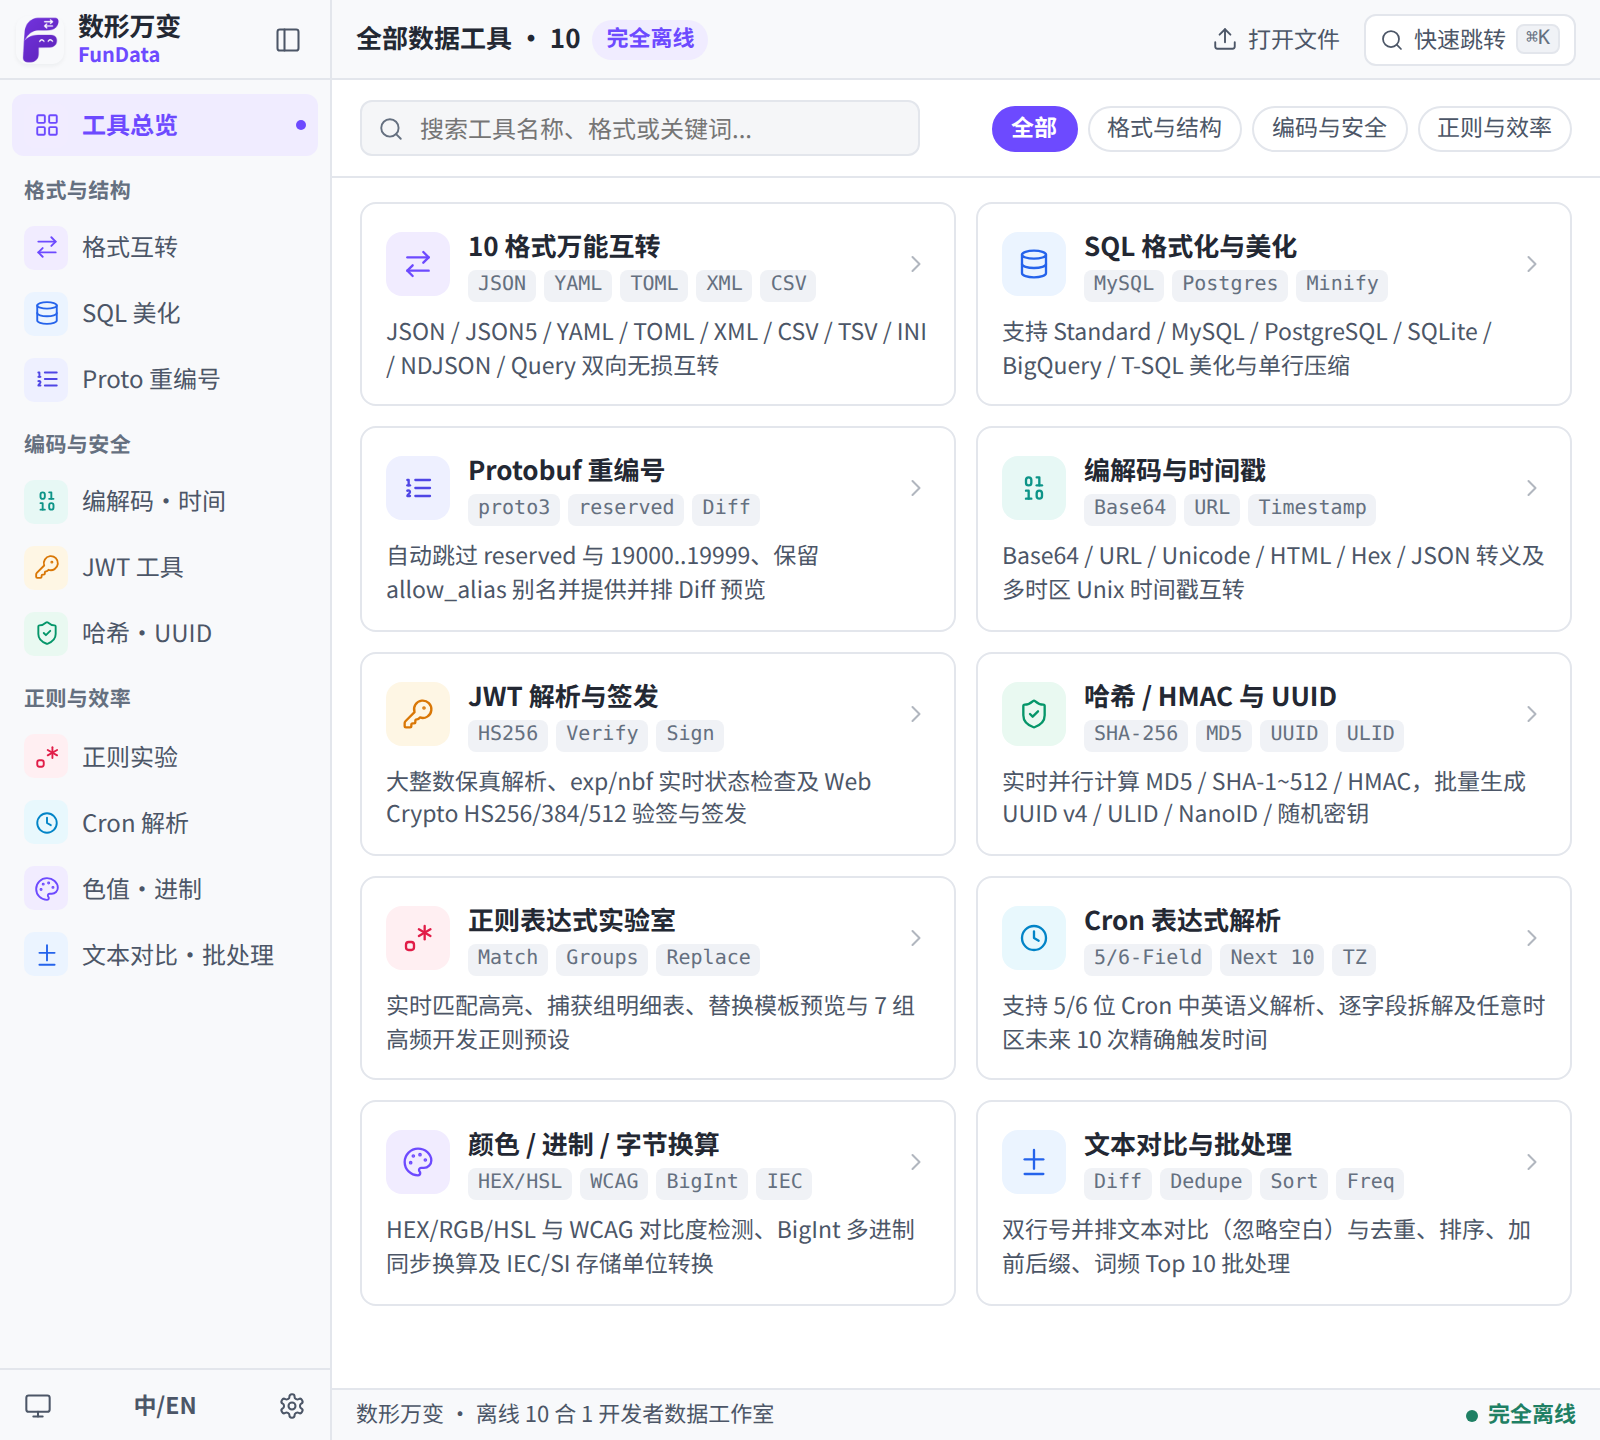 数形万变
FunData
工具总览
格式与结构
格式互转
SQL 美化
Proto 重编号
编码与安全
编解码・时间
JWT 工具
哈希・UUID
正则与效率
正则实验
Cron 解析
色值・进制
文本对比・批处理
中/EN
全部数据工具 • 10
完全离线
打开文件
快速跳转 ⌘K
搜索工具名称、格式或关键词...
全部
格式与结构
编码与安全
正则与效率
10 格式万能互转
JSON YAML TOML XML CSV
JSON / JSON5 / YAML / TOML / XML / CSV / TSV / INI
/ NDJSON / Query 双向无损互转
SQL 格式化与美化
MySQL Postgres Minify
支持 Standard / MySQL / PostgreSQL / SQLite /
BigQuery / T-SQL 美化与单行压缩
Protobuf 重编号
proto3 reserved Diff
自动跳过 reserved 与 19000..19999、保留
allow_alias 别名并提供并排 Diff 预览
编解码与时间戳
Base64 URL Timestamp
Base64 / URL / Unicode / HTML / Hex / JSON 转义及
多时区 Unix 时间戳互转
JWT 解析与签发
HS256 Verify Sign
大整数保真解析、exp/nbf 实时状态检查及 Web
Crypto HS256/384/512 验签与签发
哈希 / HMAC 与 UUID
SHA-256 MD5 UUID ULID
实时并行计算 MD5 / SHA-1~512 / HMAC，批量生成
UUID v4 / ULID / NanoID / 随机密钥
正则表达式实验室
Match Groups Replace
实时匹配高亮、捕获组明细表、替换模板预览与 7 组
高频开发正则预设
Cron 表达式解析
5/6-Field Next 10 TZ
支持 5/6 位 Cron 中英语义解析、逐字段拆解及任意时
区未来 10 次精确触发时间
颜色 / 进制 / 字节换算
HEX/HSL WCAG BigInt IEC
HEX/RGB/HSL 与 WCAG 对比度检测、BigInt 多进制
同步换算及 IEC/SI 存储单位转换
文本对比与批处理
Diff Dedupe Sort Freq
双行号并排文本对比（忽略空白）与去重、排序、加
前后缀、词频 Top 10 批处理
数形万变 • 离线 10 合 1 开发者数据工作室
完全离线